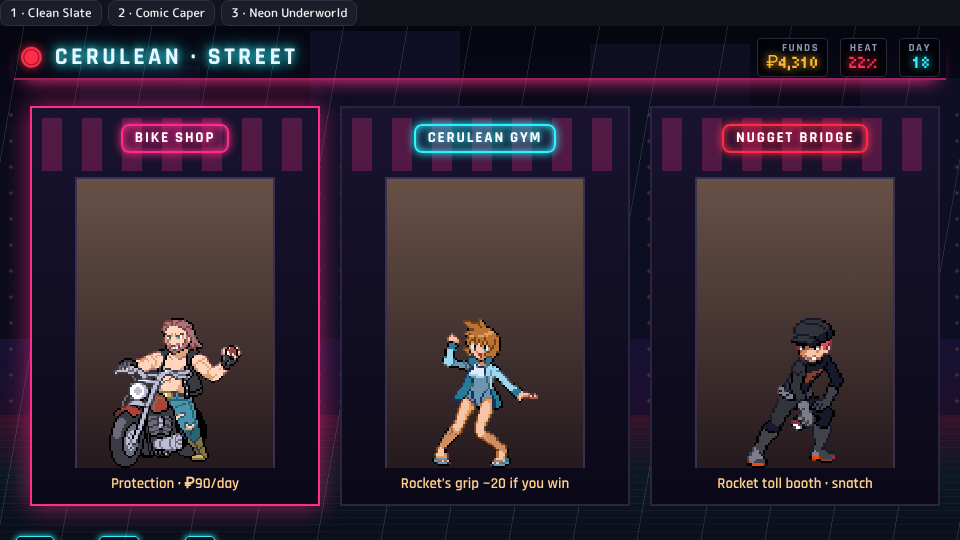 1 · Clean Slate
2 · Comic Caper
3 · Neon Underworld
CERULEAN · STREET
FUNDS
₽4,310
HEAT
22%
DAY
18
BIKE SHOP
CERULEAN GYM
NUGGET BRIDGE
Protection · ₽90/day
Rocket's grip −20 if you win
Rocket toll booth · snatch